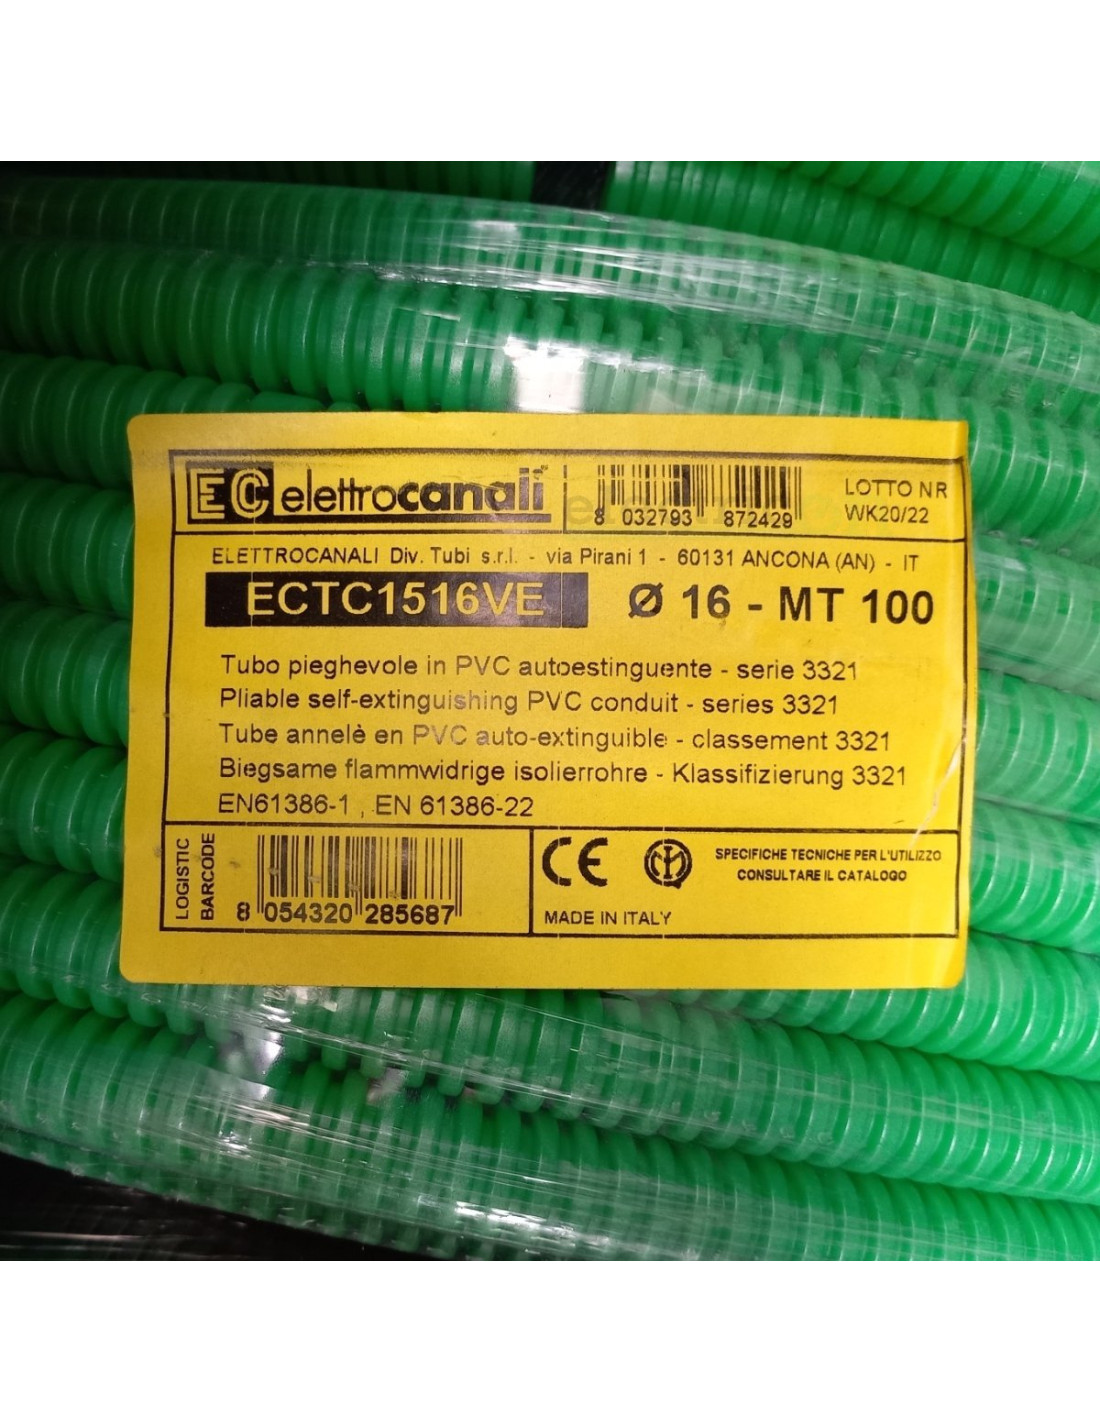 EC elettrocanali
8 032793 872429
LOTTO NR
WK20/22
ELETTROCANALI Div. Tubi s.r.l. - via Pirani 1 - 60131 ANCONA (AN) - IT
ECTC1516VE Ø 16 - MT 100
Tubo pieghevole in PVC autoestinguente - serie 3321
Pliable self-extinguishing PVC conduit - series 3321
Tube annelè en PVC auto-extinguible - classement 3321
Biegsame flammwidrige isolierrohre - Klassifizierung 3321
EN61386-1 , EN 61386-22
LOGISTIC
BARCODE
8 054320 285687
CE
SPECIFICHE TECNICHE PER L'UTILIZZO
CONSULTARE IL CATALOGO
MADE IN ITALY